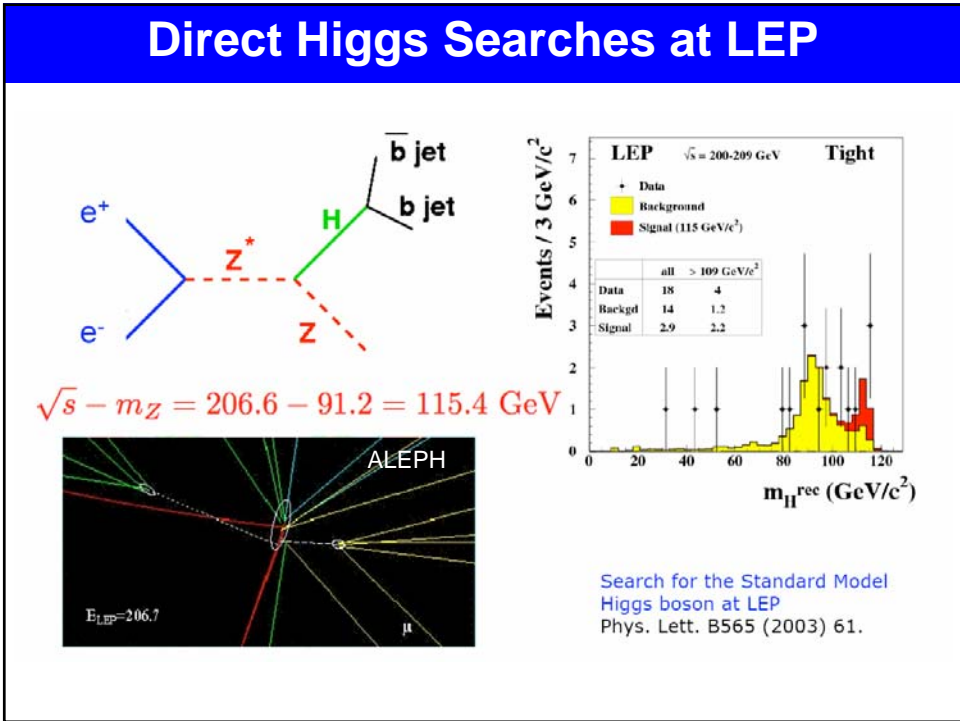 Direct Higgs Searches at LEP
e⁺
e⁻
Z*
Z
H
b̅ jet
b jet
√s − m_Z = 206.6 − 91.2 = 115.4 GeV
ALEPH
E_LEP=206.7
μ
Events / 3 GeV/c²
LEP √s = 200-209 GeV Tight
Data
Background
Signal (115 GeV/c²)
all > 109 GeV/c²
Data 18 4
Backgd 14 1.2
Signal 2.9 2.2
7
6
5
4
3
2
1
0
0 20 40 60 80 100 120
m_H^rec (GeV/c²)
Search for the Standard Model
Higgs boson at LEP
Phys. Lett. B565 (2003) 61.